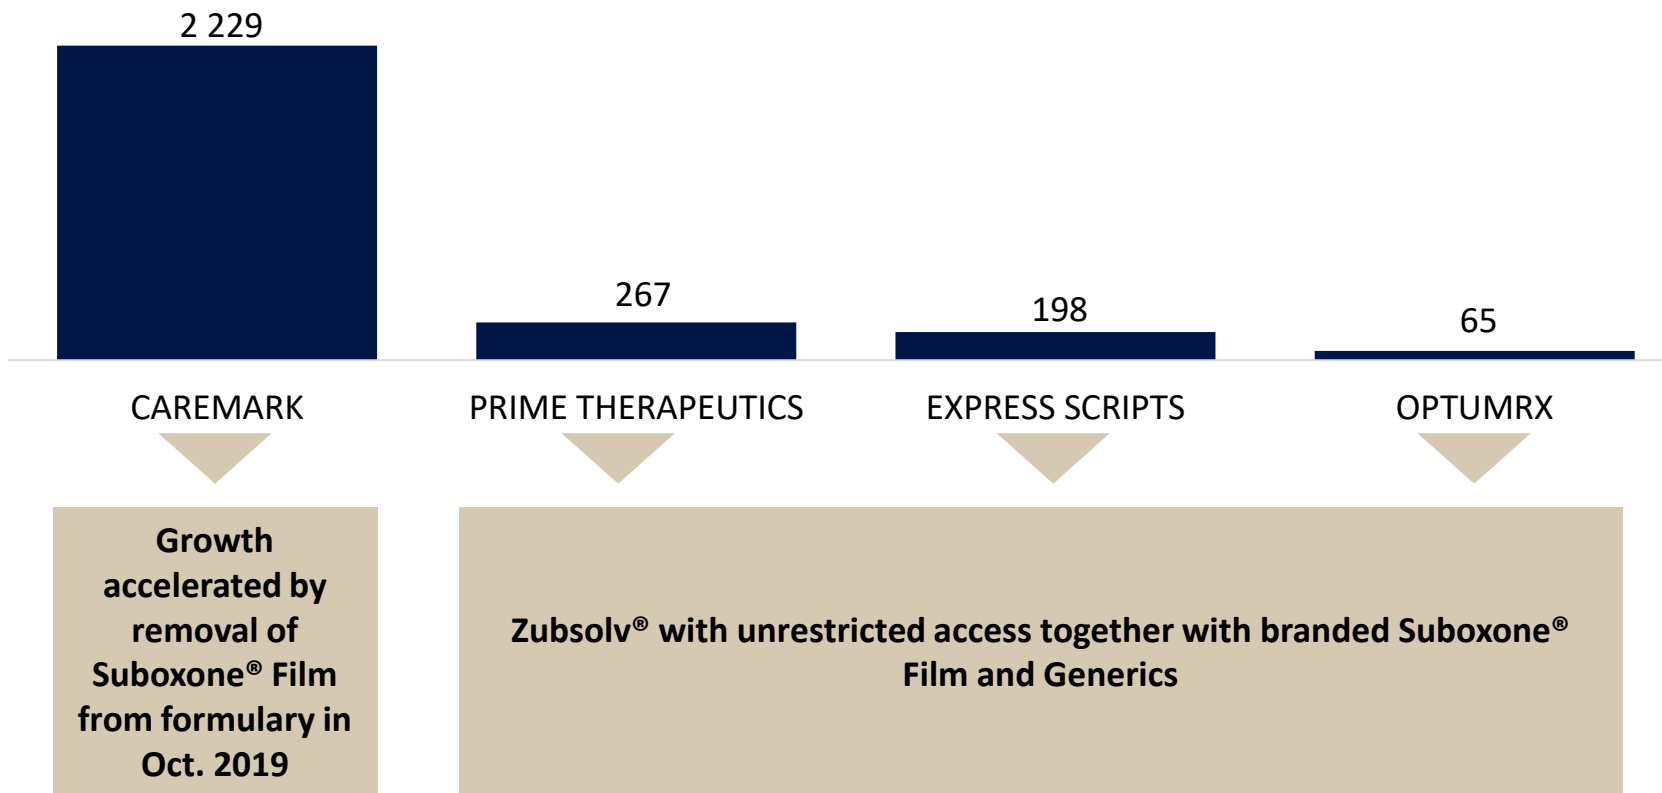 2 229
267
198
65
CAREMARK
PRIME THERAPEUTICS
EXPRESS SCRIPTS
OPTUMRX
Growth
accelerated by
removal of
Suboxone® Film
from formulary in
Oct. 2019
Zubsolv® with unrestricted access together with branded Suboxone®
Film and Generics